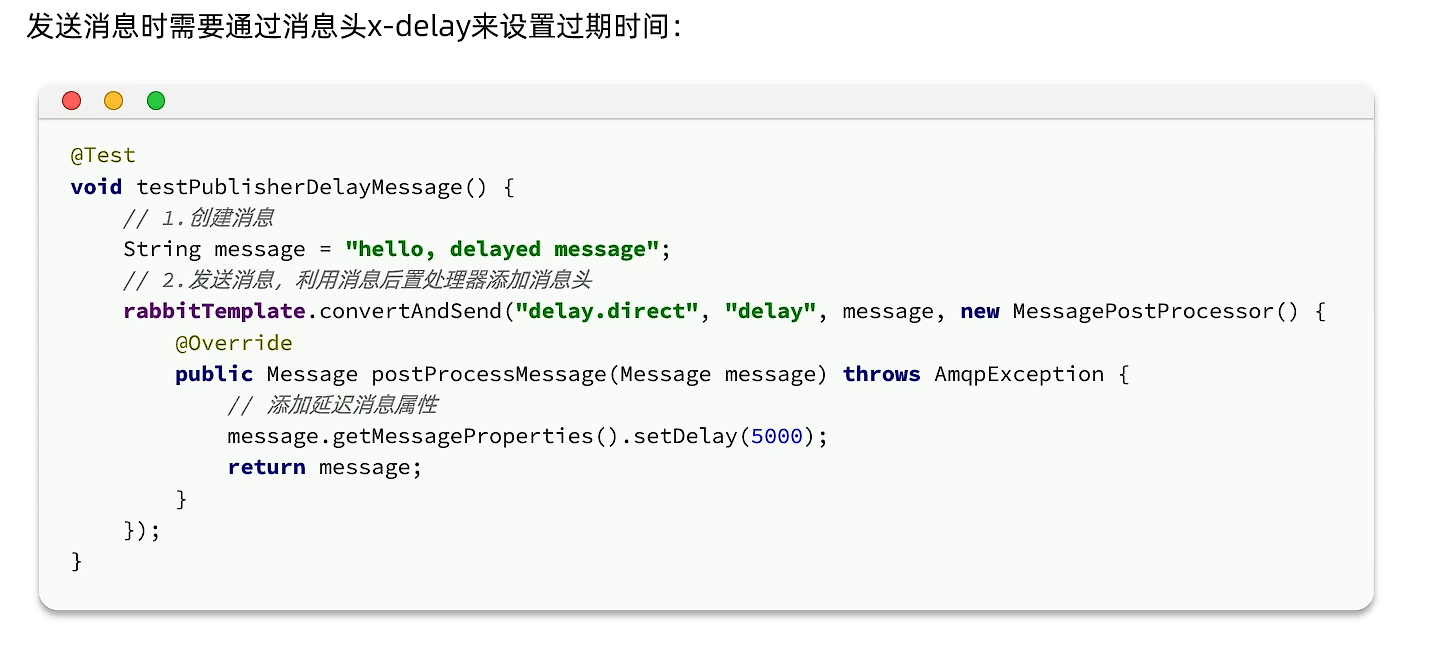 发送消息时需要通过消息头x-delay来设置过期时间：
@Test
void testPublisherDelayMessage() {
    // 1.创建消息
    String message = "hello, delayed message";
    // 2.发送消息，利用消息后置处理器添加消息头
    rabbitTemplate.convertAndSend("delay.direct", "delay", message, new MessagePostProcessor() {
        @Override
        public Message postProcessMessage(Message message) throws AmqpException {
            // 添加延迟消息属性
            message.getMessageProperties().setDelay(5000);
            return message;
        }
    });
}